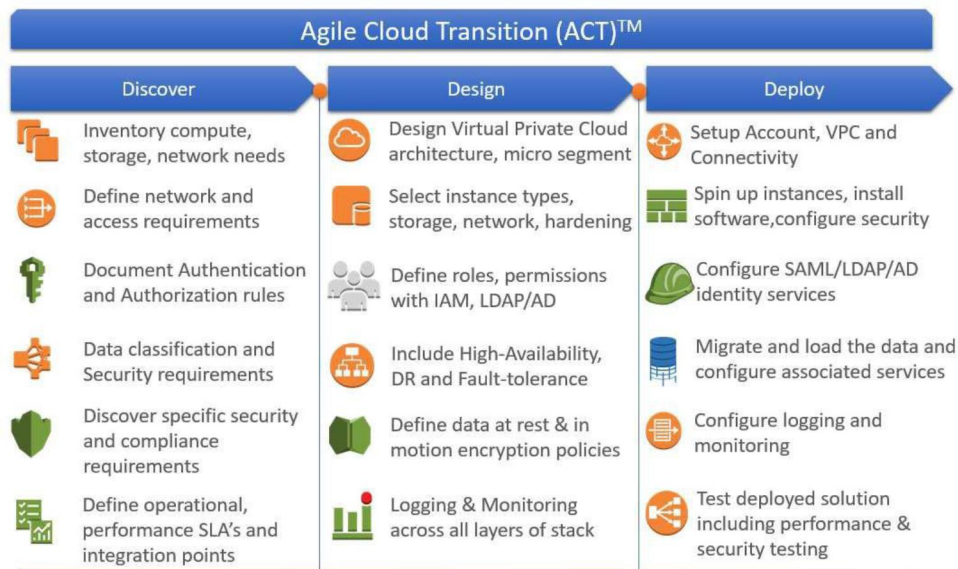 Agile Cloud Transition (ACT)TM
Discover
Inventory compute,
storage, network needs
Define network and
access requirements
Document Authentication
and Authorization rules
Data classification and
Security requirements
Discover specific security
and compliance
requirements
Define operational,
performance SLA's and
integration points
Design
Design Virtual Private Cloud
architecture, micro segment
Select instance types,
storage, network, hardening
Define roles, permissions
with IAM, LDAP/AD
Include High-Availability,
DR and Fault-tolerance
Define data at rest & in
motion encryption policies
Logging & Monitoring
across all layers of stack
Deploy
Setup Account, VPC and
Connectivity
Spin up instances, install
software,configure security
Configure SAML/LDAP/AD
identity services
Migrate and load the data and
configure associated services
Configure logging and
monitoring
Test deployed solution
including performance &
security testing